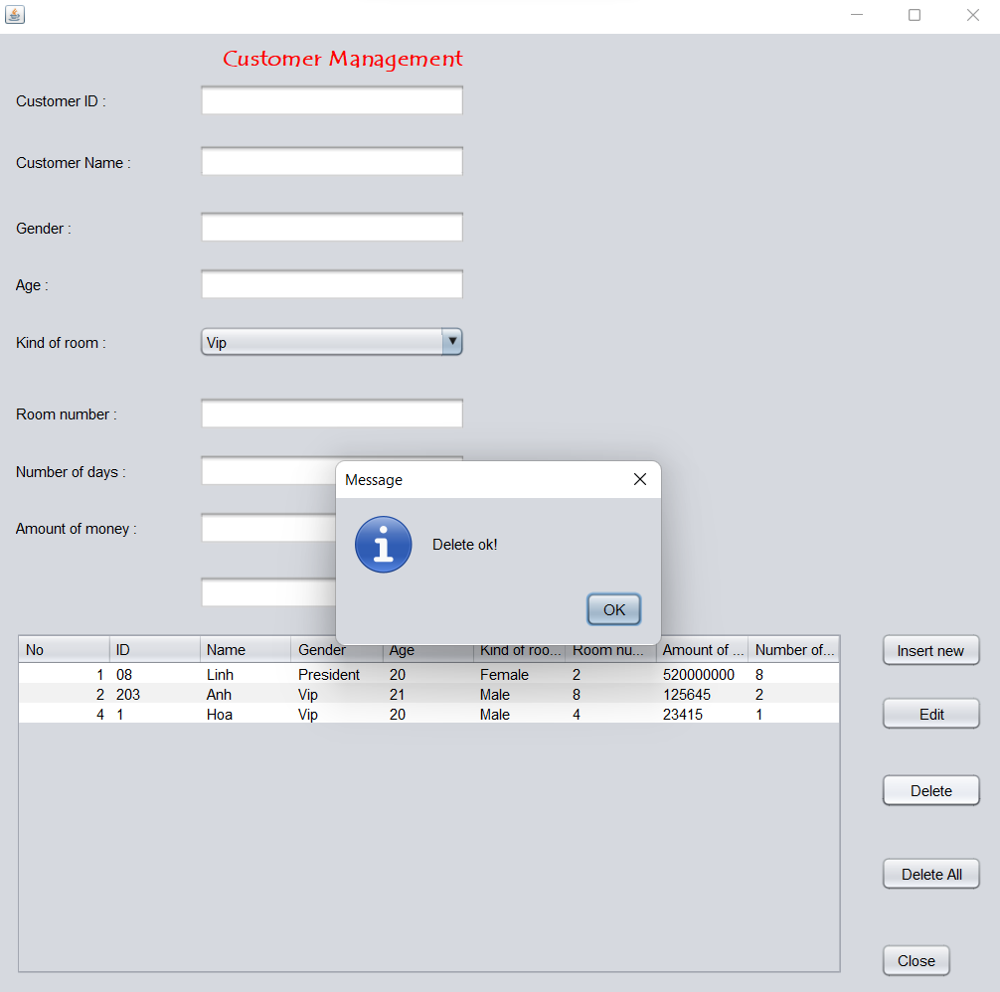 Customer Management
Customer ID :
Customer Name :
Gender :
Age :
Kind of room :
Vip
Room number :
Number of days :
Amount of money :
Message
Delete ok!
OK
No ID Name Gender Age Kind of roo... Room nu... Amount of ... Number of...
1 08 Linh President 20 Female 2 520000000 8
2 203 Anh Vip 21 Male 8 125645 2
4 1 Hoa Vip 20 Male 4 23415 1
Insert new
Edit
Delete
Delete All
Close